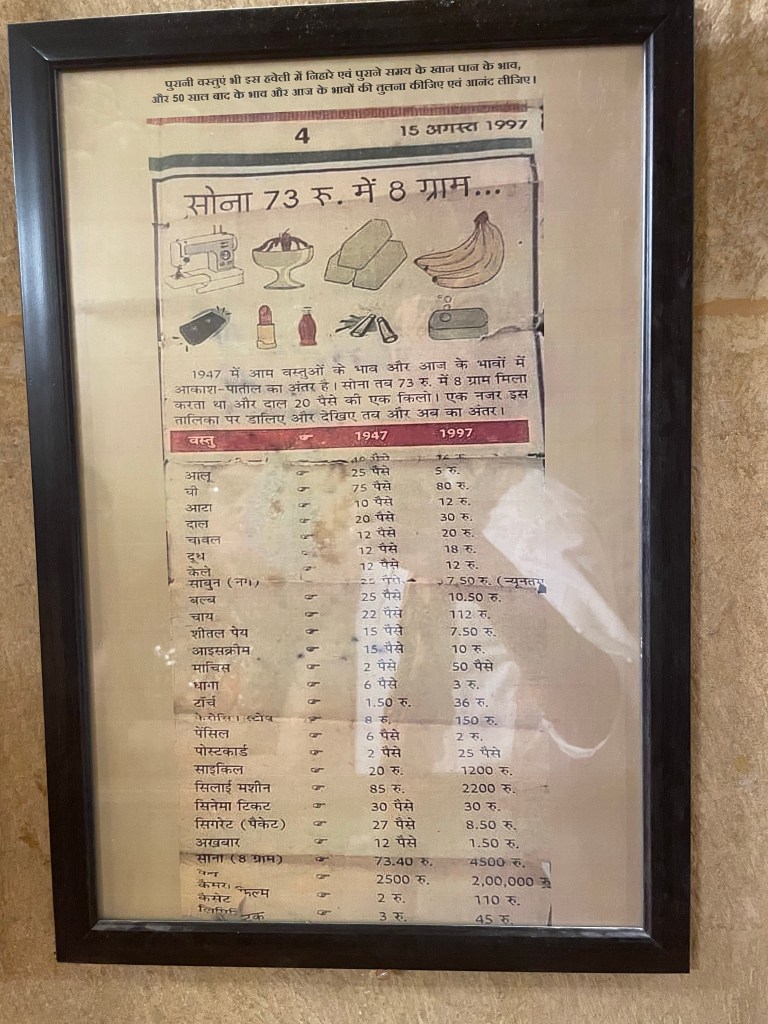 पुरानी वस्तुएं भी इस हवेली में निहारे एवं पुराने समय के खान पान के भाव,
और 50 साल बाद के भाव और आज के भावों की तुलना कीजिए एवं आनंद लीजिए।
4 15 अगस्त 1997
सोना 73 रु. में 8 ग्राम...
1947 में आम वस्तुओं के भाव और आज के भावों में
आकाश-पाताल का अंतर है। सोना तब 73 रु. में 8 ग्राम मिला
करता था और दाल 20 पैसे की एक किलो। एक नजर इस
तालिका पर डालिए और देखिए तब और अब का अंतर।
वस्तु ☞ 1947 1997
आलू ☞ 25 पैसे 5 रु.
घी ☞ 75 पैसे 80 रु.
आटा ☞ 10 पैसे 12 रु.
दाल ☞ 20 पैसे 30 रु.
चावल ☞ 12 पैसे 20 रु.
दूध ☞ 12 पैसे 18 रु.
केले ☞ 12 पैसे 12 रु.
साबुन (नग) ☞ 25 पैसे 7.50 रु. (न्यूनतम
बल्ब ☞ 25 पैसे 10.50 रु.
चाय ☞ 22 पैसे 112 रु.
शीतल पेय ☞ 15 पैसे 7.50 रु.
आइसक्रीम ☞ 15 पैसे 10 रु.
माचिस ☞ 2 पैसे 50 पैसे
धागा ☞ 6 पैसे 3 रु.
टॉर्च ☞ 1.50 रु. 36 रु.
स्टोव ☞ 8 रु. 150 रु.
पेंसिल ☞ 6 पैसे 2 रु.
पोस्टकार्ड ☞ 2 पैसे 25 पैसे
साइकिल ☞ 20 रु. 1200 रु.
सिलाई मशीन ☞ 85 रु. 2200 रु.
सिनेमा टिकट ☞ 30 पैसे 30 रु.
सिगरेट (पैकेट) ☞ 27 पैसे 8.50 रु.
अखबार ☞ 12 पैसे 1.50 रु.
सोना (8 ग्राम) ☞ 73.40 रु. 4500 रु.
☞ 2500 रु. 2,00,000 रु
कैमरा फिल्म
कैसेट ☞ 2 रु. 110 रु.
☞ 3 रु. 45 रु.